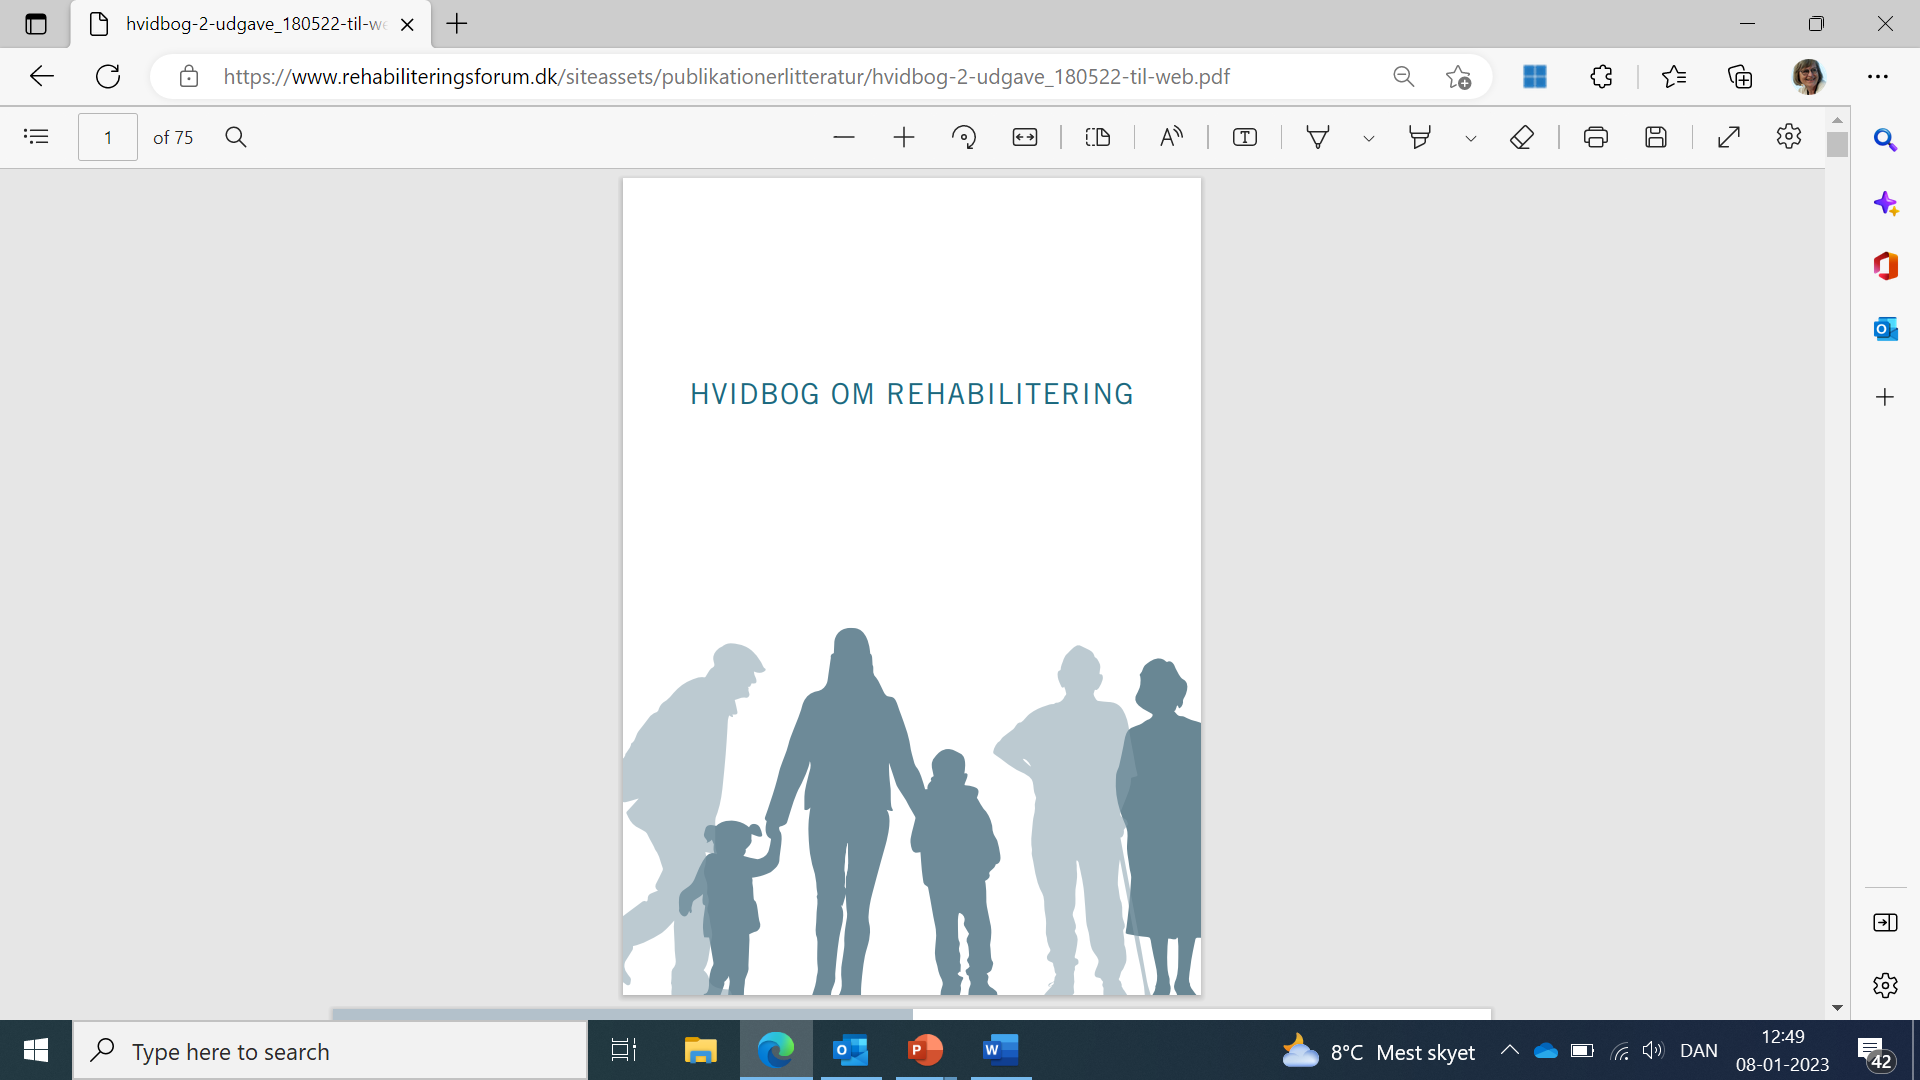 hvidbog-2-udgave_180522-til-we
https://www.rehabiliteringsforum.dk/siteassets/publikationerlitteratur/hvidbog-2-udgave_180522-til-web.pdf
1 of 75
HVIDBOG OM REHABILITERING
Type here to search
8°C Mest skyet
DAN
12:49
08-01-2023
42